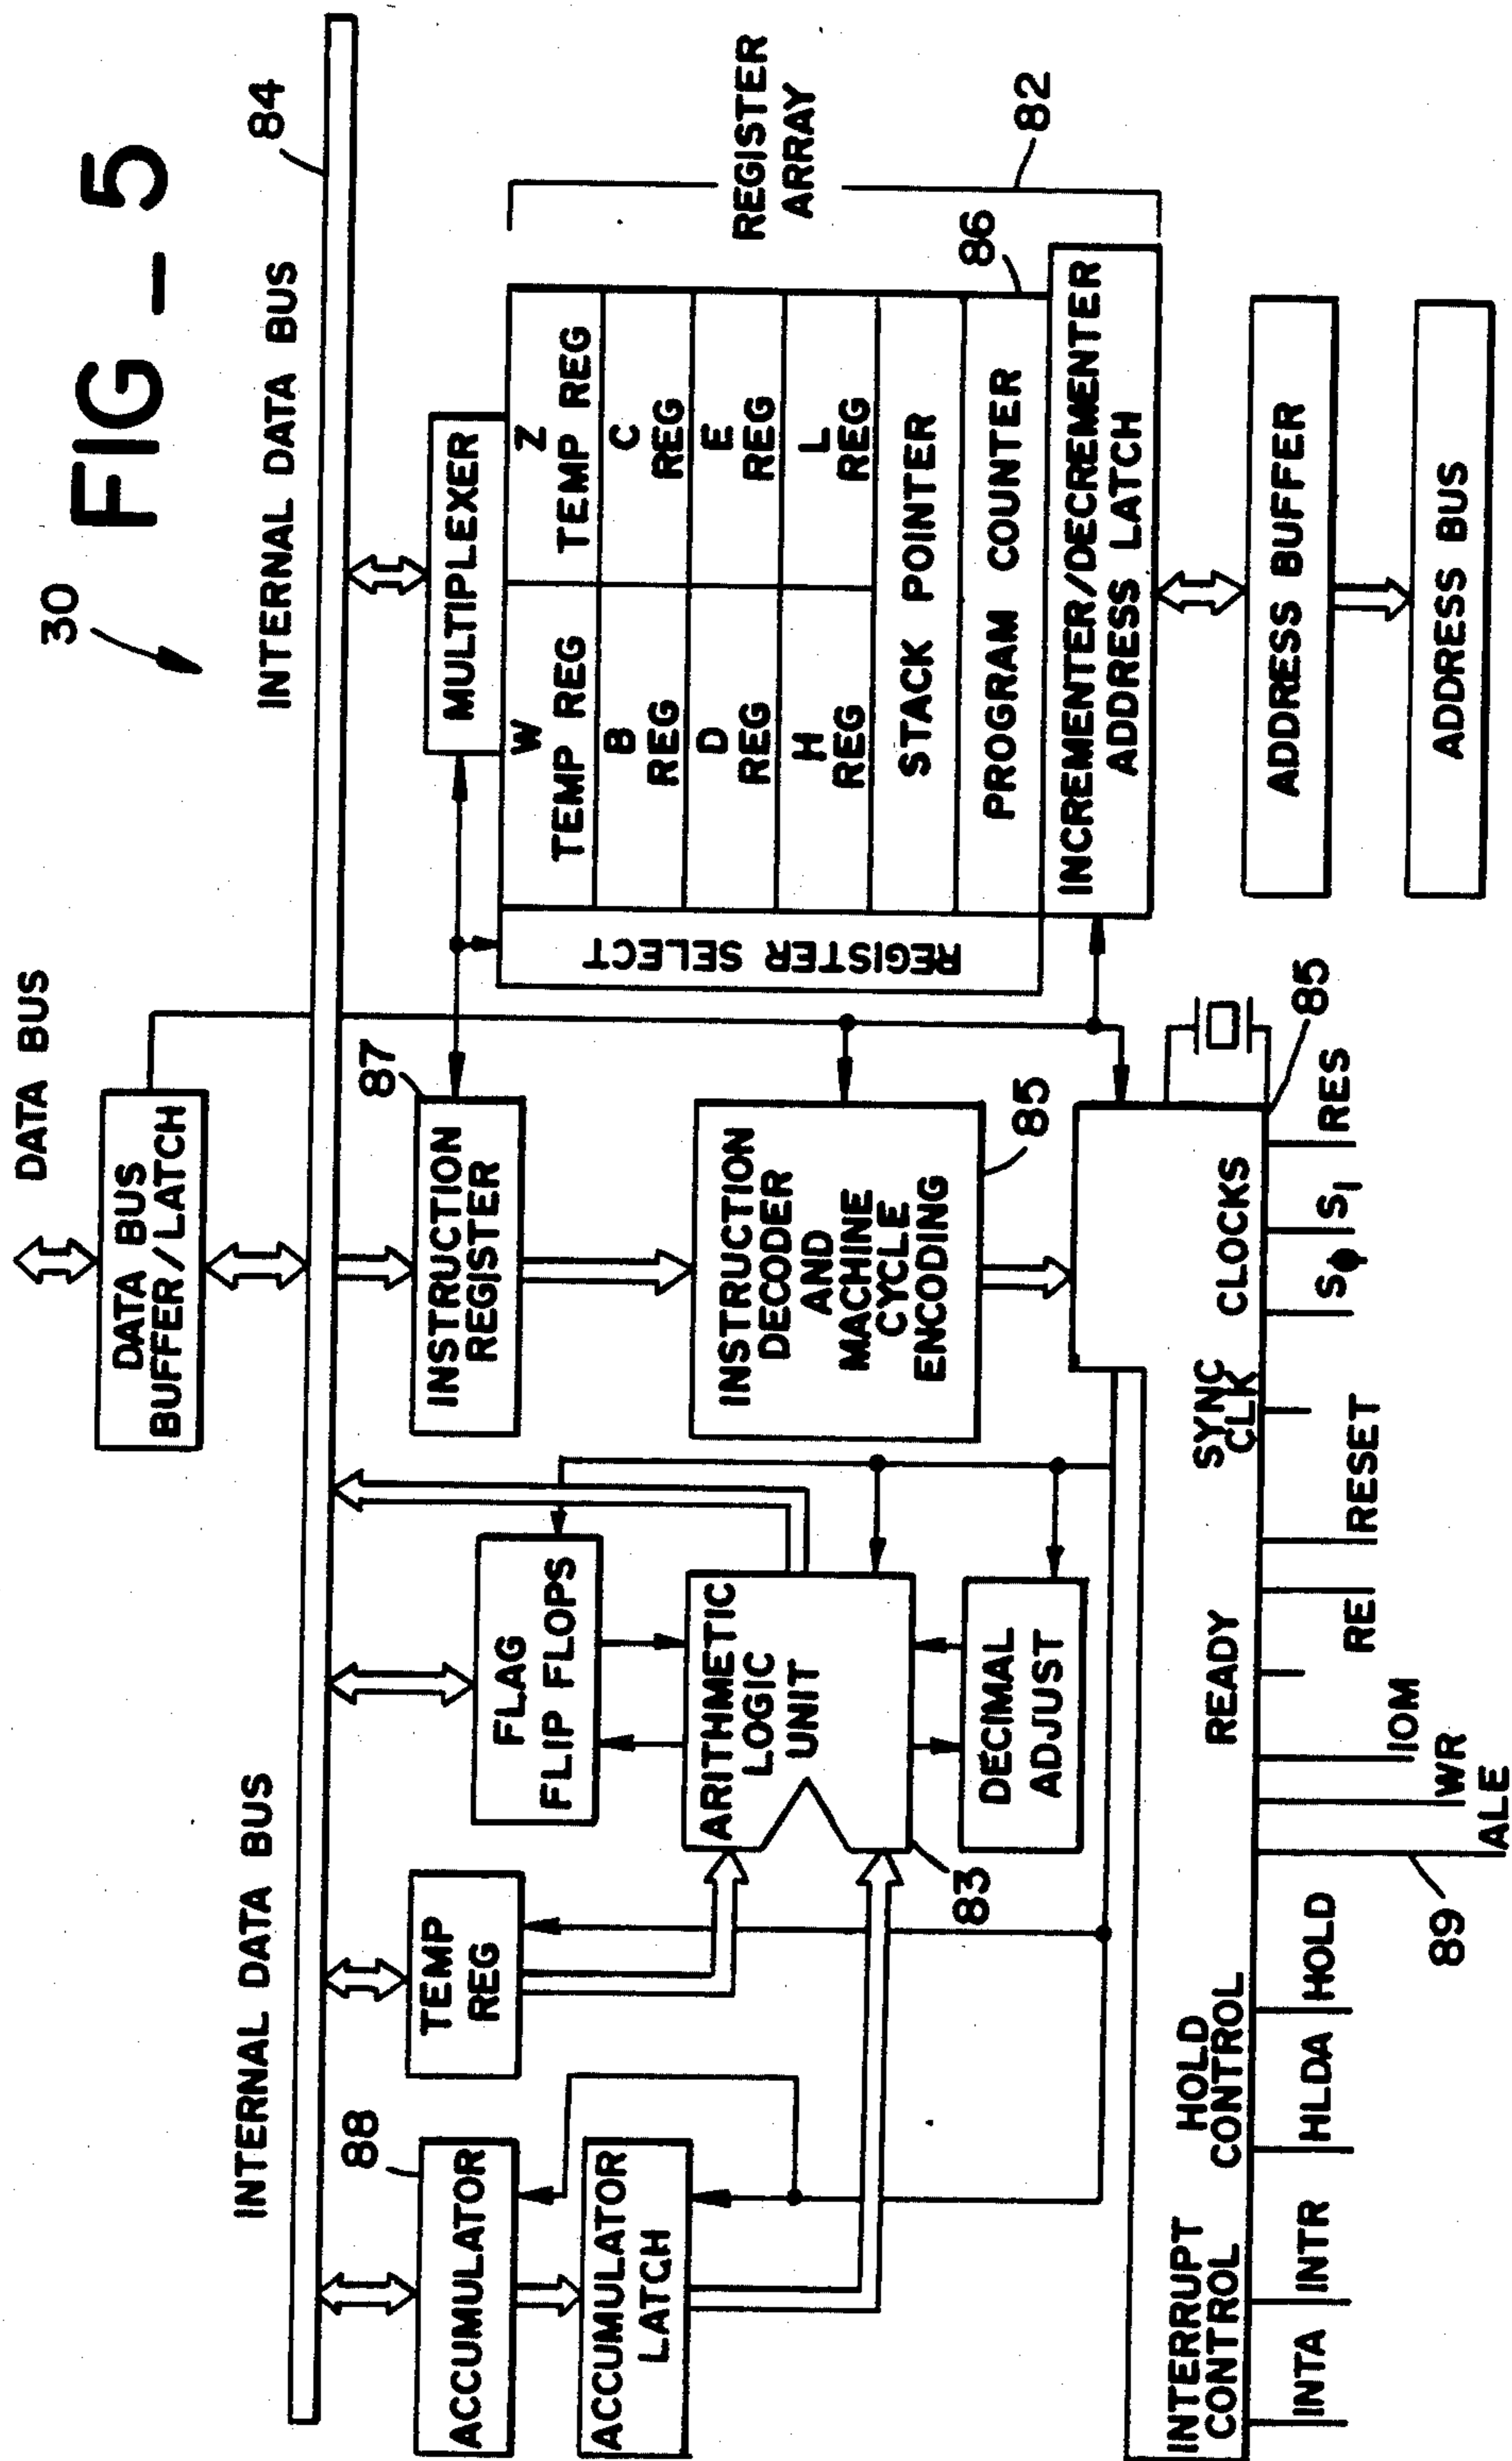 FIG_5
30
DATA BUS
INTERNAL DATA BUS
INTERNAL DATA BUS
84
DATA BUS
BUFFER/LATCH
88
ACCUMULATOR
ACCUMULATOR
LATCH
TEMP
REG
FLAG
FLIP FLOPS
ARITHMETIC
LOGIC
UNIT
83
DECIMAL
ADJUST
87
INSTRUCTION
REGISTER
INSTRUCTION
DECODER
AND
MACHINE
CYCLE
ENCODING
85
MULTIPLEXER
REGISTER SELECT
W
TEMP REG
Z
TEMP REG
B
REG
C
REG
D
REG
E
REG
H
REG
L
REG
STACK POINTER
PROGRAM COUNTER
86
INCREMENTER/DECREMENTER
ADDRESS LATCH
REGISTER
ARRAY
82
ADDRESS BUFFER
ADDRESS BUS
INTERRUPT
CONTROL
HOLD
CONTROL
READY
SYNC
CLK
CLOCKS
85
INTA
INTR
HLDA
HOLD
89
ALE
WR
IOM
RE
RESET
SΦ
S1
RES